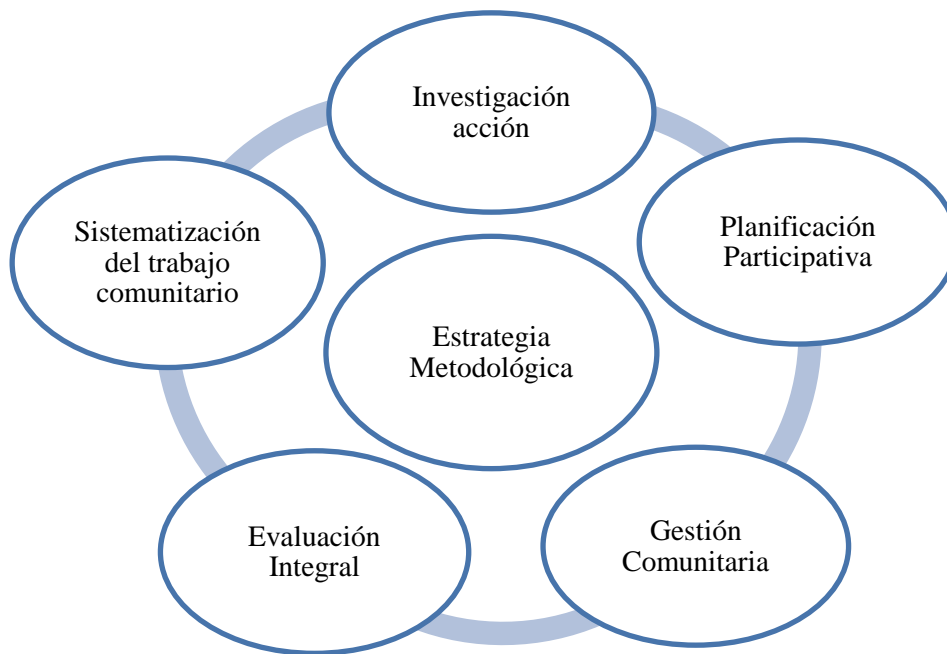 Investigación
acción
Planificación
Participativa
Gestión
Comunitaria
Evaluación
Integral
Sistematización
del trabajo
comunitario
Estrategia
Metodológica